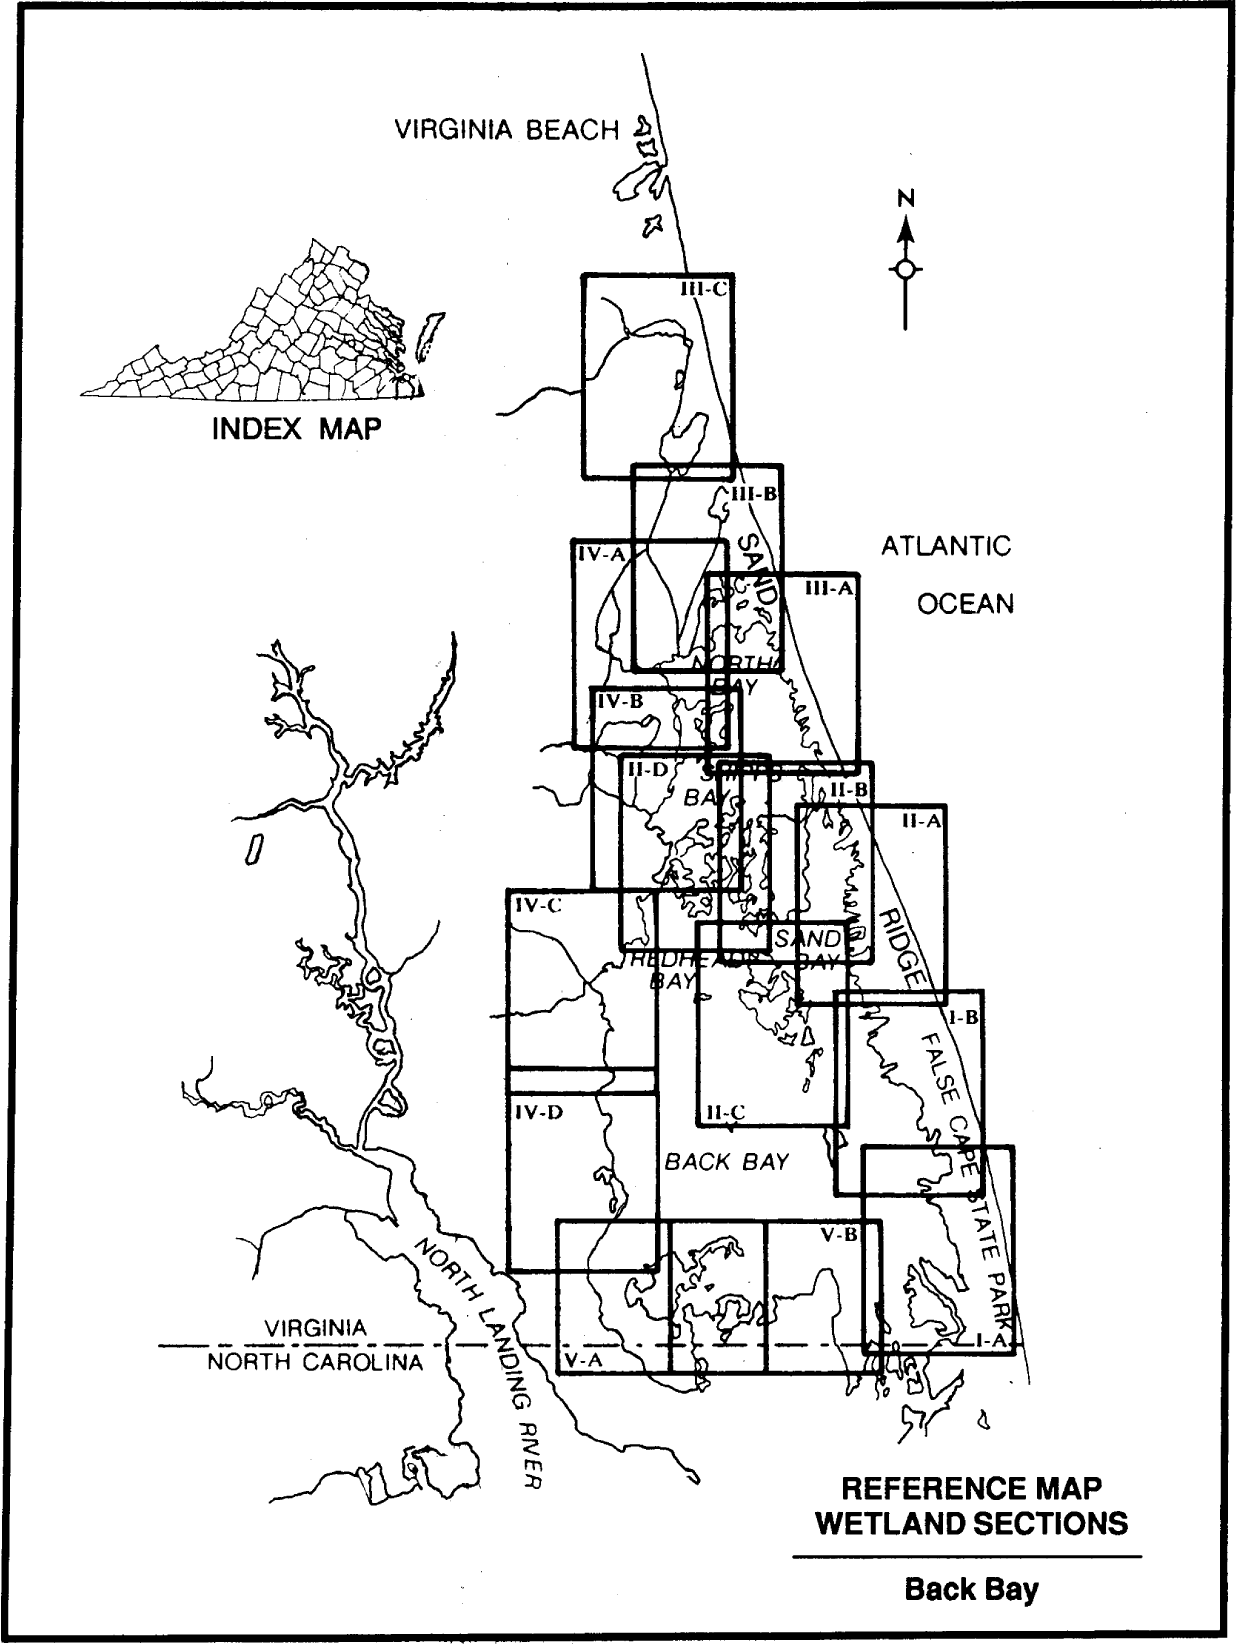 VIRGINIA BEACH
N
INDEX MAP
III-C
III-B
IV-A
SAND
ATLANTIC
OCEAN
III-A
NORTH
BAY
IV-B
II-D
BAY
II-B
II-A
IV-C
SAND
BAY
RIDGE
REDHEAD
BAY
I-B
FALSE CAPE STATE PARK
IV-D
II-C
BACK BAY
V-B
NORTH LANDING RIVER
VIRGINIA
NORTH CAROLINA
V-A
I-A
REFERENCE MAP
WETLAND SECTIONS
Back Bay